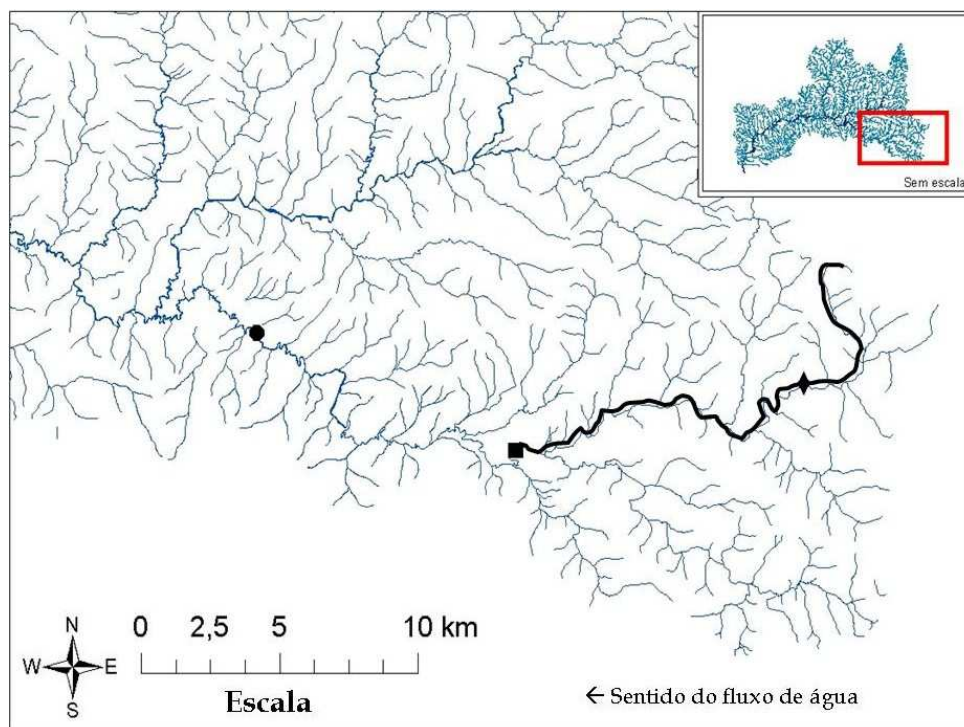 Sem escala
N
W E
S
0 2,5 5 10 km
Escala
← Sentido do fluxo de água